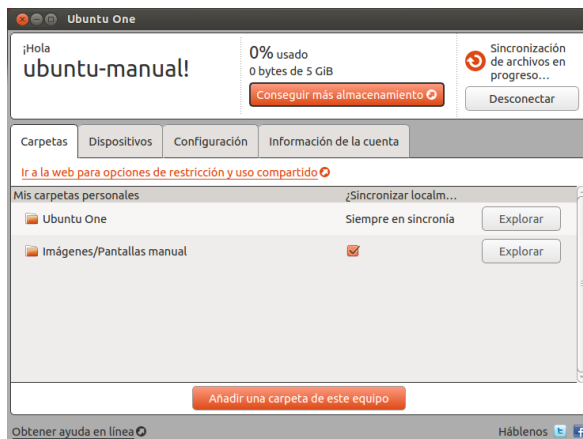 Ubuntu One
¡Hola
ubuntu-manual!
0% usado
0 bytes de 5 GiB
Conseguir más almacenamiento
Sincronización
de archivos en
progreso...
Desconectar
Carpetas Dispositivos Configuración Información de la cuenta
Ir a la web para opciones de restricción y uso compartido
Mis carpetas personales ¿Sincronizar localm...
Ubuntu One Siempre en sincronía Explorar
Imágenes/Pantallas manual Explorar
Añadir una carpeta de este equipo
Obtener ayuda en línea Háblenos